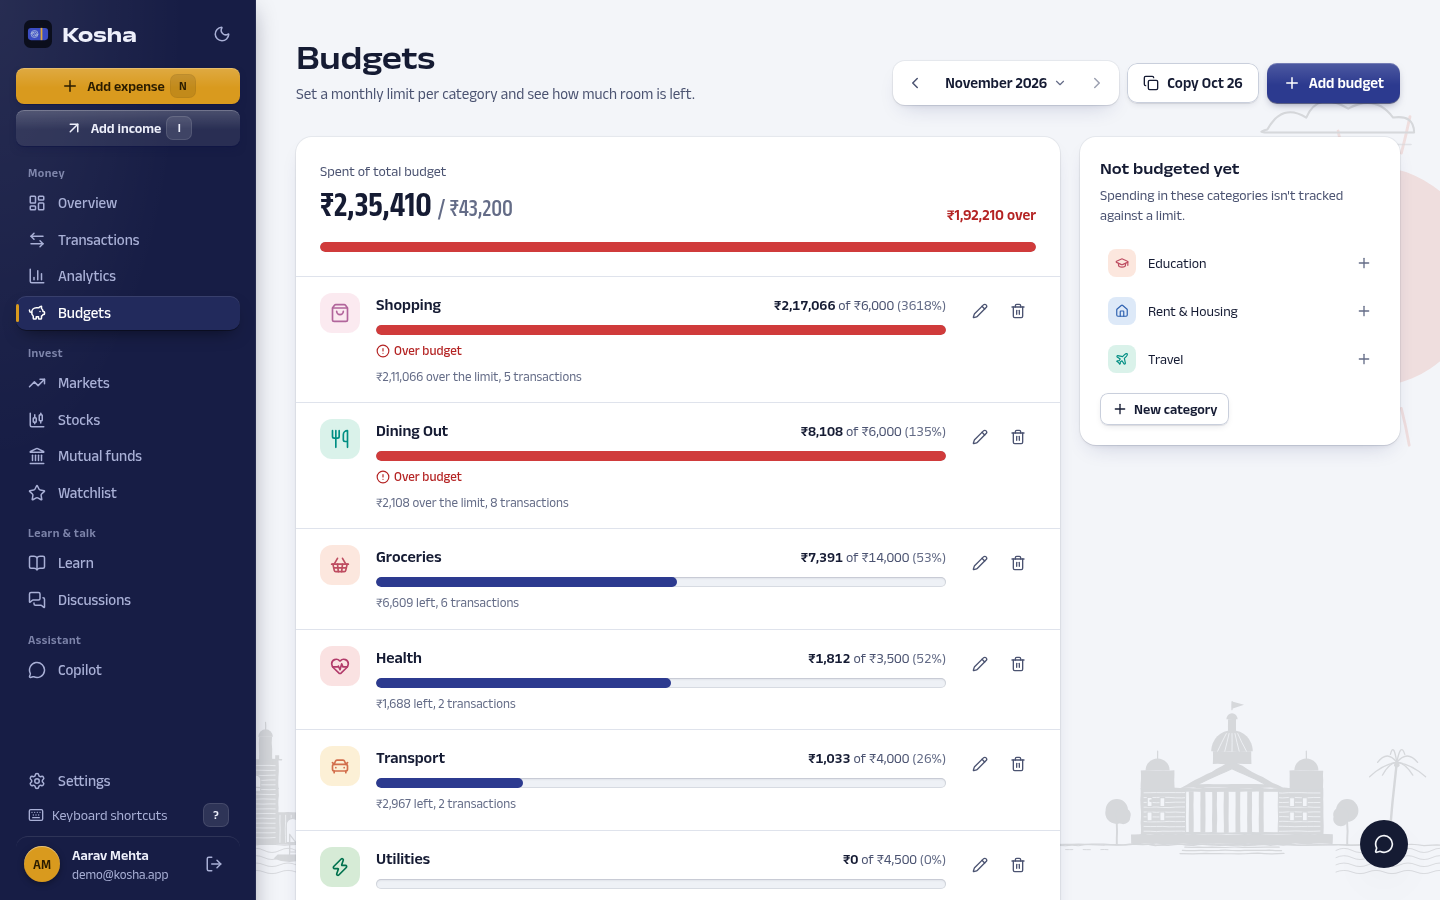 Kosha
Add expense N
Add income I
Money
Overview
Transactions
Analytics
Budgets
Invest
Markets
Stocks
Mutual funds
Watchlist
Learn & talk
Learn
Discussions
Assistant
Copilot
Settings
Keyboard shortcuts ?
AM
Aarav Mehta
demo@kosha.app
Budgets
Set a monthly limit per category and see how much room is left.
November 2026
Copy Oct 26
Add budget
Spent of total budget
₹2,35,410 / ₹43,200
₹1,92,210 over
Shopping
₹2,17,066 of ₹6,000 (3618%)
Over budget
₹2,11,066 over the limit, 5 transactions
Dining Out
₹8,108 of ₹6,000 (135%)
Over budget
₹2,108 over the limit, 8 transactions
Groceries
₹7,391 of ₹14,000 (53%)
₹6,609 left, 6 transactions
Health
₹1,812 of ₹3,500 (52%)
₹1,688 left, 2 transactions
Transport
₹1,033 of ₹4,000 (26%)
₹2,967 left, 2 transactions
Utilities
₹0 of ₹4,500 (0%)
Not budgeted yet
Spending in these categories isn't tracked
against a limit.
Education
Rent & Housing
Travel
New category